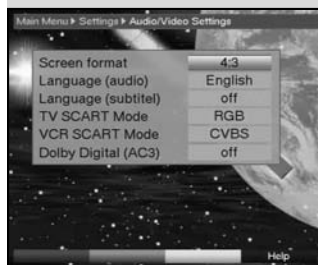 Main Menu ▸ Settings ▸ Audio/Video Settings
Screen format 4:3
Language (audio) English
Language (subtitel) off
TV SCART Mode RGB
VCR SCART Mode CVBS
Dolby Digital (AC3) off
Help